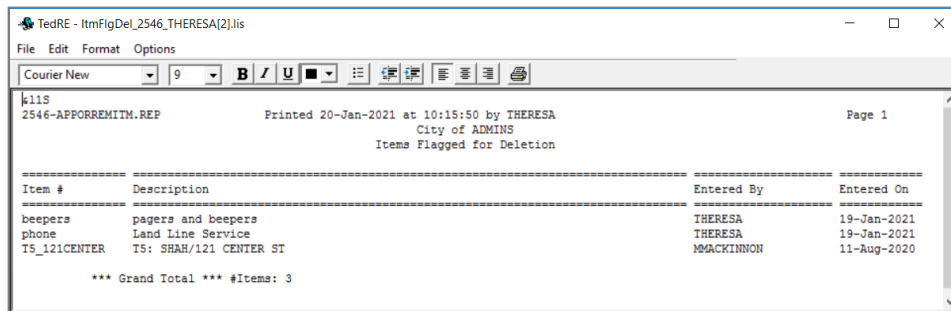 TedRE - ItmFlgDel_2546_THERESA[2].lis
File Edit Format Options
Courier New 9 B I U
&l1S
2546-APPORREMITM.REP Printed 20-Jan-2021 at 10:15:50 by THERESA Page 1
City of ADMINS
Items Flagged for Deletion
Item # Description Entered By Entered On
beepers pagers and beepers THERESA 19-Jan-2021
phone Land Line Service THERESA 19-Jan-2021
T5_121CENTER T5: SHAH/121 CENTER ST MMACKINNON 11-Aug-2020
*** Grand Total *** #Items: 3